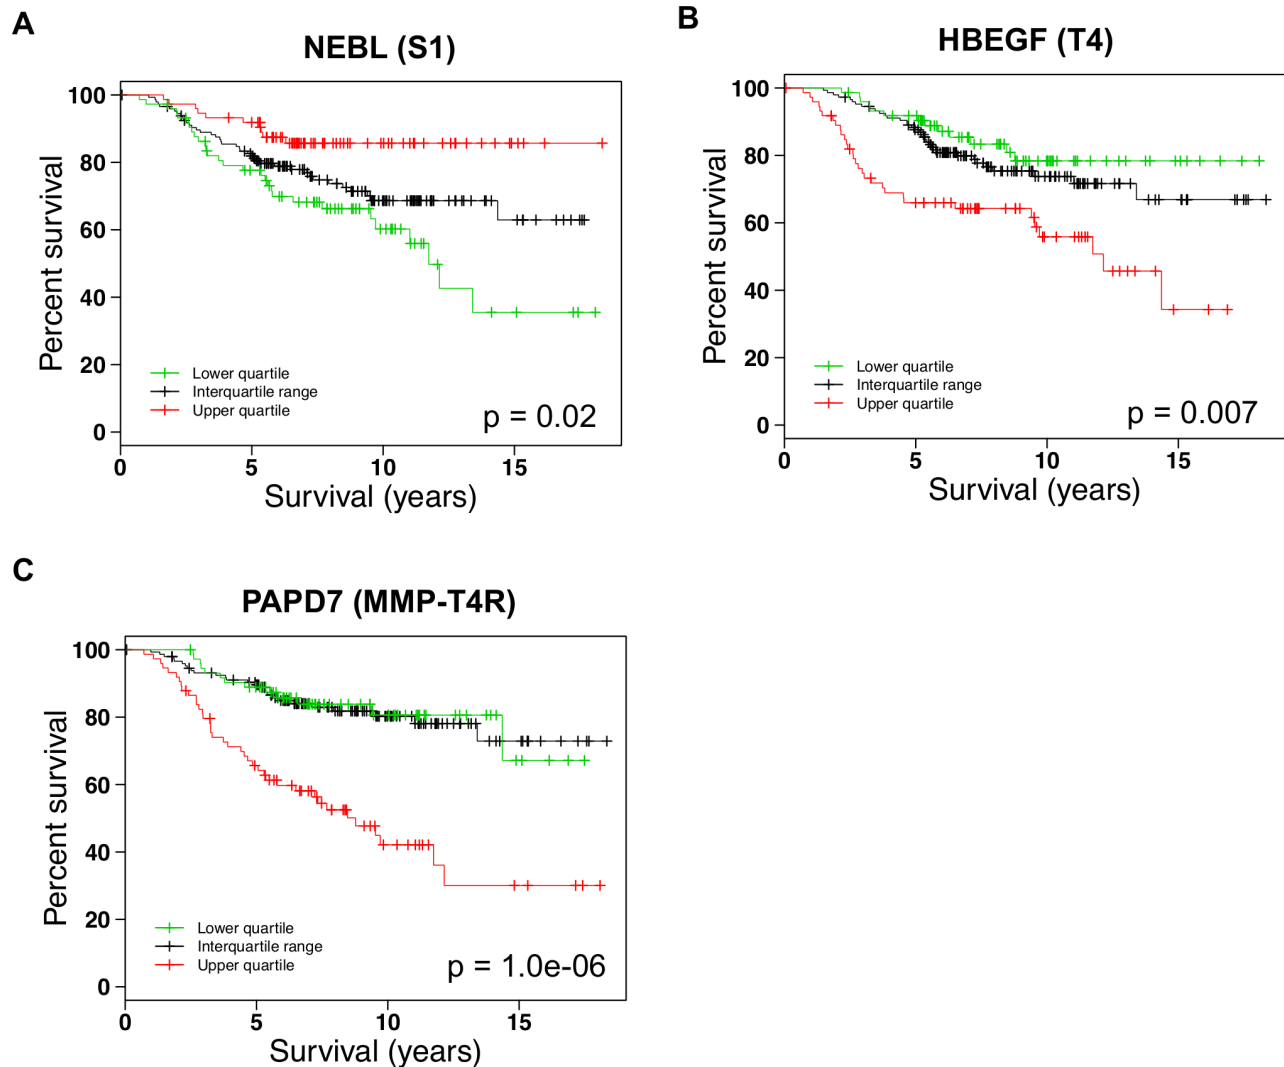 A
NEBL (S1)
100
80
60
40
20
0
Percent survival
Lower quartile
Interquartile range
Upper quartile
p = 0.02
0 5 10 15
Survival (years)
B
HBEGF (T4)
100
80
60
40
20
0
Percent survival
Lower quartile
Interquartile range
Upper quartile
p = 0.007
0 5 10 15
Survival (years)
C
PAPD7 (MMP-T4R)
100
80
60
40
20
0
Percent survival
Lower quartile
Interquartile range
Upper quartile
p = 1.0e-06
0 5 10 15
Survival (years)